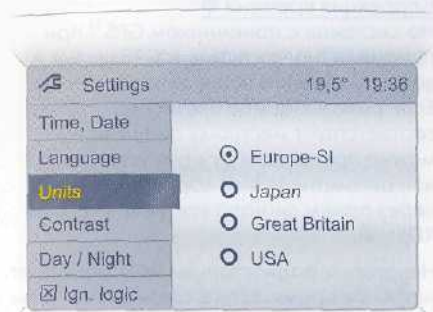 Settings 19,5° 19:36
Time, Date
Language
Units
Contrast
Day / Night
Ign. logic
Europe-SI
Japan
Great Britain
USA